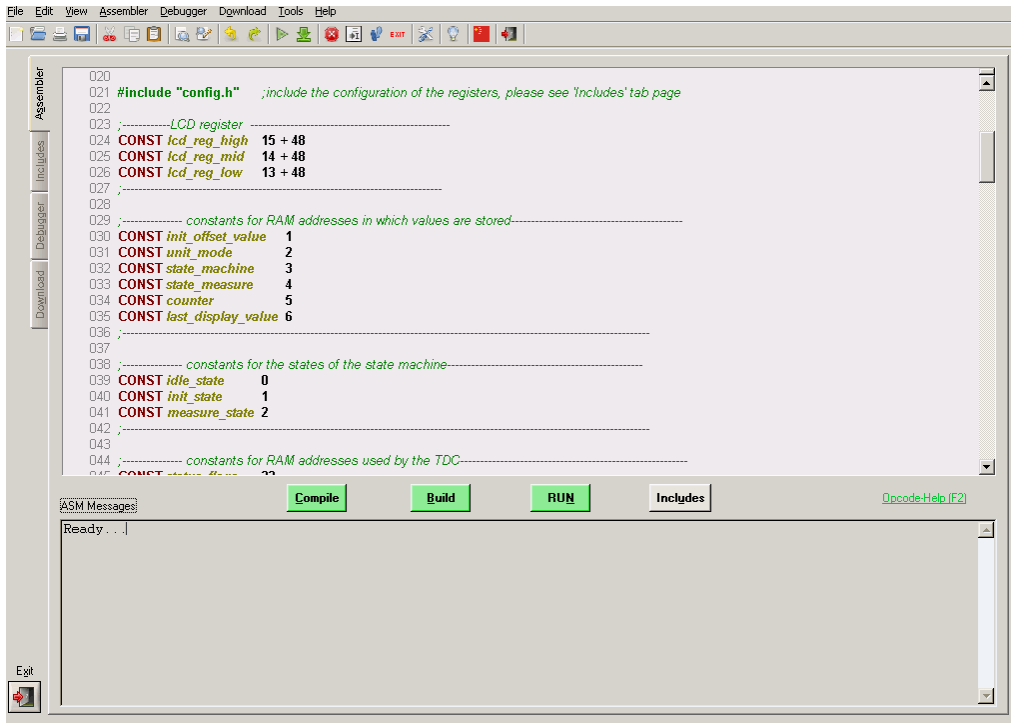 File Edit View Assembler Debugger Download Tools Help
EXIT
Assembler
Includes
Debugger
Download
020
021 #include "config.h" ;include the configuration of the registers, please see 'Includes' tab page
022
023 ;------------LCD register --------------------------------------------------
024 CONST lcd_reg_high 15 + 48
025 CONST lcd_reg_mid 14 + 48
026 CONST lcd_reg_low 13 + 48
027 ;--------------------------------------------------------------------------------
028
029 ;--------------- constants for RAM addresses in which values are stored-------------------------------------------
030 CONST init_offset_value 1
031 CONST unit_mode 2
032 CONST state_machine 3
033 CONST state_measure 4
034 CONST counter 5
035 CONST last_display_value 6
036 ;------------------------------------------------------------------------------------------------------------------------------------
037
038 ;--------------- constants for the states of the state machine-------------------------------------------------
039 CONST idle_state 0
040 CONST init_state 1
041 CONST measure_state 2
042 ;------------------------------------------------------------------------------------------------------------------------------------
043
044 ;--------------- constants for RAM addresses used by the TDC---------------------------------------------------------
045 CONST status_flags 22
Compile Build RUN Includes Opcode-Help (F2)
ASM Messages
Ready...
Exit